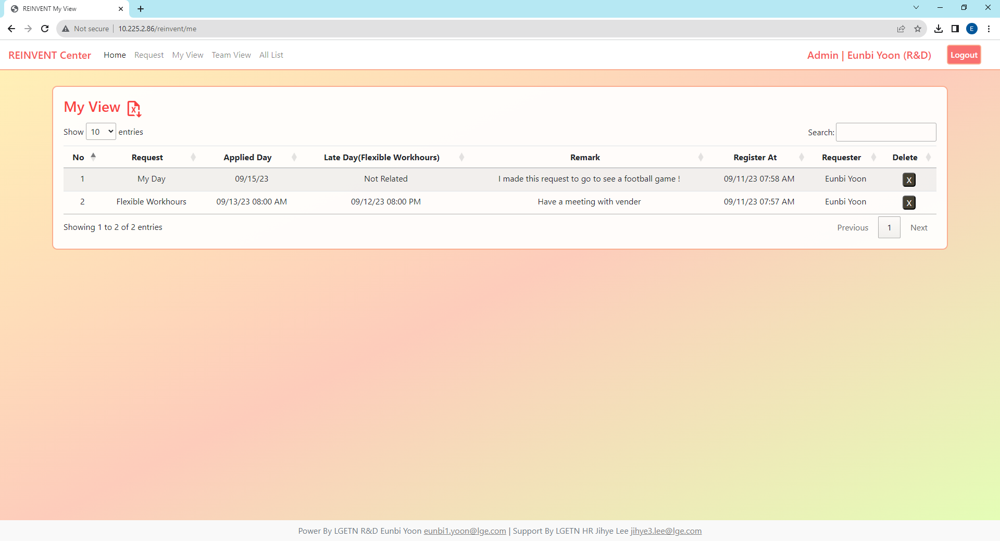 REINVENT My View
Not secure 10.225.2.86/reinvent/me E
REINVENT Center Home Request My View Team View All List Admin | Eunbi Yoon (R&D) Logout
My View X
Show 10 entries Search:
No Request Applied Day Late Day(Flexible Workhours) Remark Register At Requester Delete
1 My Day 09/15/23 Not Related I made this request to go to see a football game ! 09/11/23 07:58 AM Eunbi Yoon X
2 Flexible Workhours 09/13/23 08:00 AM 09/12/23 08:00 PM Have a meeting with vender 09/11/23 07:57 AM Eunbi Yoon X
Showing 1 to 2 of 2 entries Previous 1 Next
Power By LGETN R&D Eunbi Yoon eunbi1.yoon@lge.com | Support By LGETN HR Jihye Lee jihye3.lee@lge.com